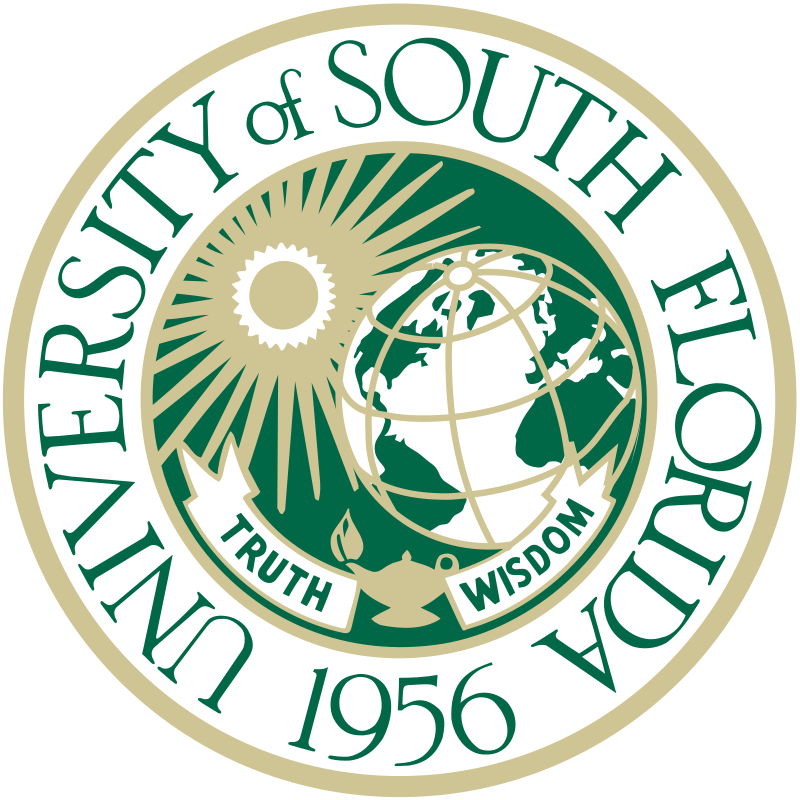 UNIVERSITY of SOUTH FLORIDA
TRUTH
WISDOM
1956